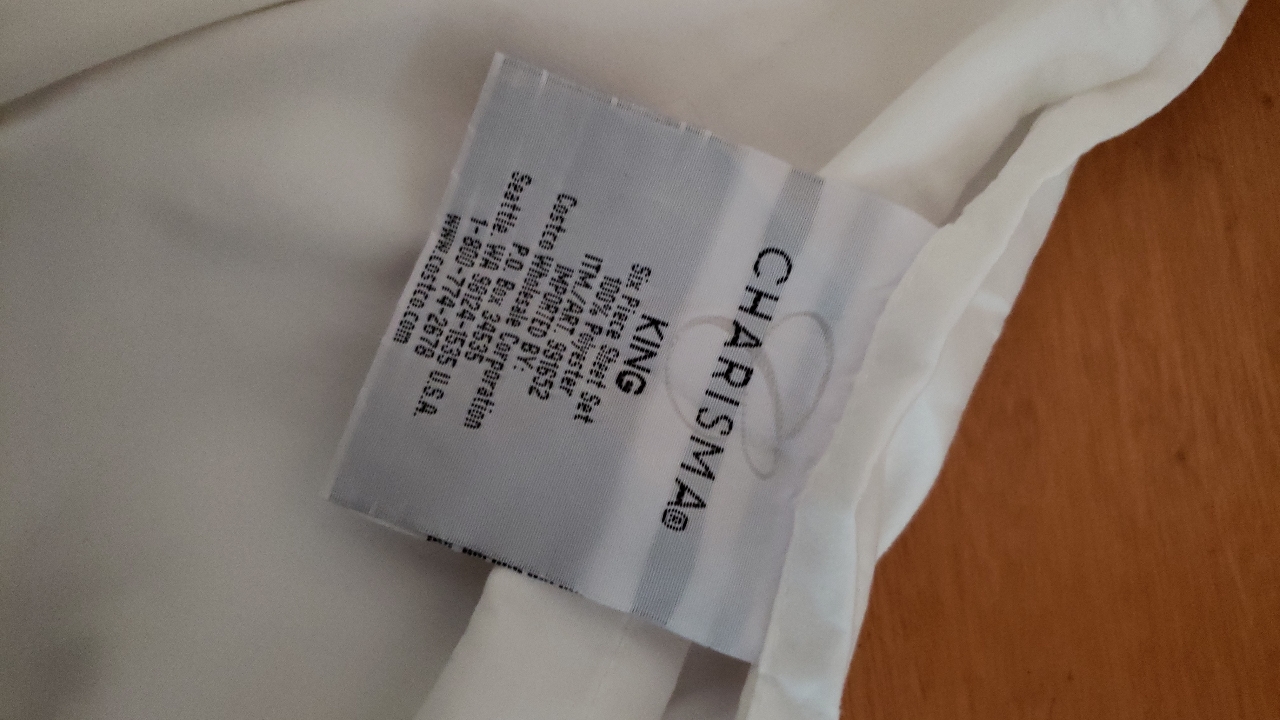 CHARISMA®
KING
Six Piece Sheet Set
100% Polyester
ITM/ART. 991652
IMPORTED BY:
Costco Wholesale Corporation
P.O. Box 34535
Seattle, WA 98124-1535 U.S.A.
1-800-774-2678
www.costco.com